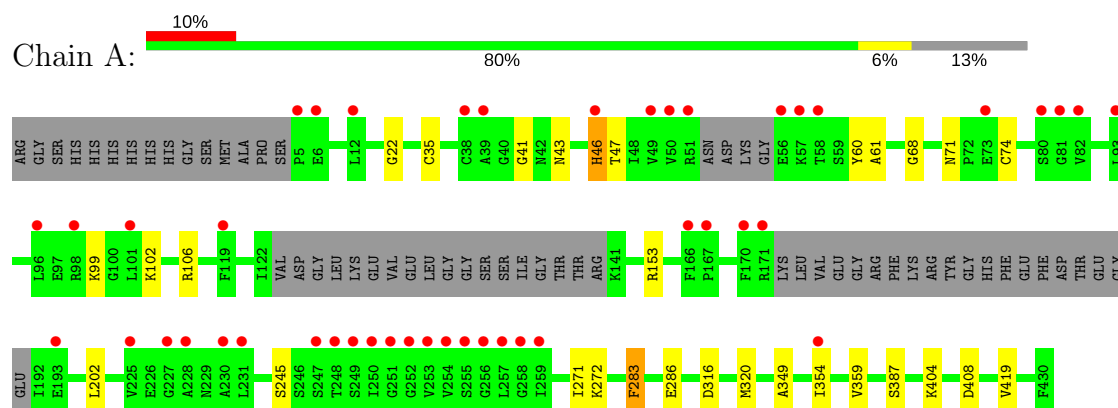 10%
Chain A:
80% 6% 13%
ARG GLY SER HIS HIS HIS HIS HIS HIS GLY SER MET ALA PRO SER P5 E6 L12 G22 C35 C38 A39 G40 G41 N42 N43 H46 T47 I48 V49 V50 R51 ASN ASP LYS GLY E56 K57 T58 S59 Y60 A61 G68 N71 P72 E73 C74 S80 G81 V82 L93
L96 E97 R98 K99 G100 L101 K102 R106 F119 I122 VAL ASP GLY LEU LYS GLU VAL GLU LEU GLY GLY SER SER ILE GLY THR THR ARG K141 R153 F166 P167 F170 R171 LYS LEU VAL GLU GLY ARG PHE LYS ARG TYR GLY HIS PHE GLU PHE ASP THR GLU GLY
GLU I192 E193 L202 V225 E226 G227 A228 N229 A230 L231 S245 S246 S247 T248 S249 I250 G251 G252 V253 V254 S255 G256 L257 G258 I259 I271 K272 F283 E286 D316 M320 A349 I354 V359 S387 K404 D408 V419 F430